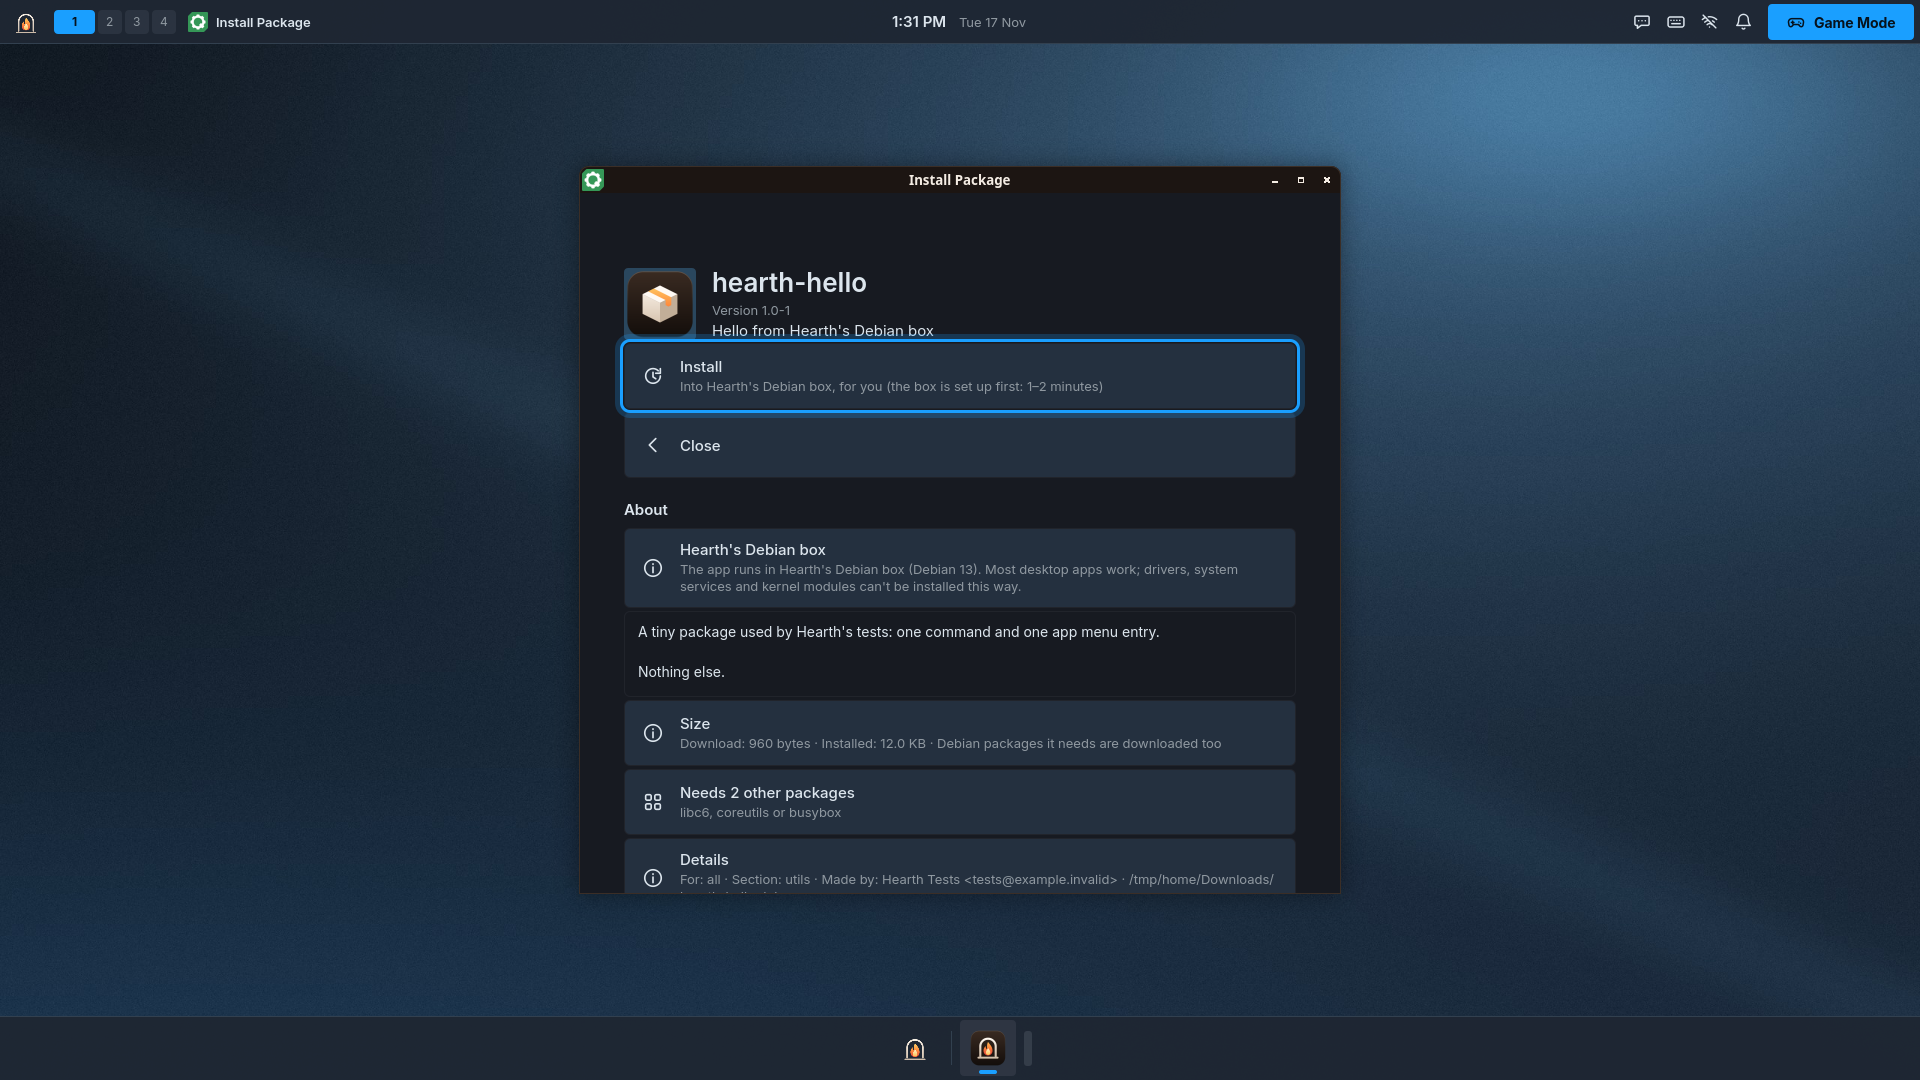 1
2
3
4
Install Package
1:31 PM
Tue 17 Nov
Game Mode
Install Package
hearth-hello
Version 1.0-1
Hello from Hearth's Debian box
Install
Into Hearth's Debian box, for you (the box is set up first: 1–2 minutes)
Close
About
Hearth's Debian box
The app runs in Hearth's Debian box (Debian 13). Most desktop apps work; drivers, system
services and kernel modules can't be installed this way.
A tiny package used by Hearth's tests: one command and one app menu entry.
Nothing else.
Size
Download: 960 bytes · Installed: 12.0 KB · Debian packages it needs are downloaded too
Needs 2 other packages
libc6, coreutils or busybox
Details
For: all · Section: utils · Made by: Hearth Tests <tests@example.invalid> · /tmp/home/Downloads/